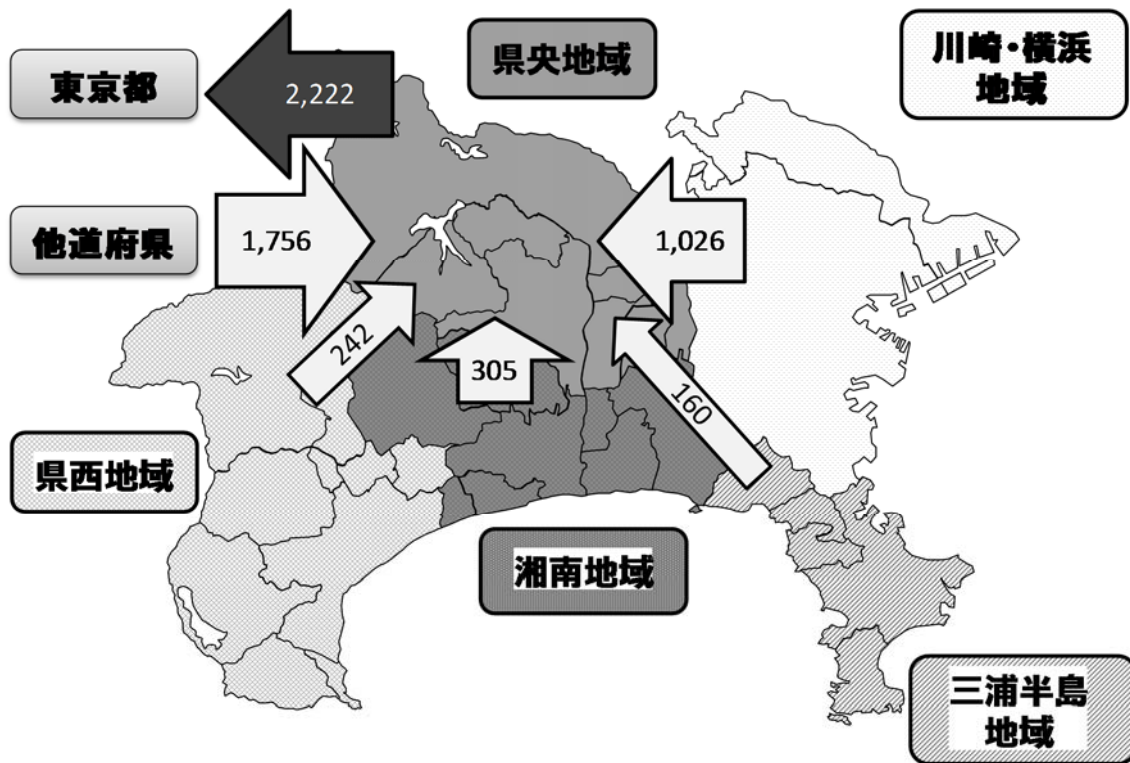 東京都
2,222
県央地域
川崎・横浜
地域
他道府県
1,756
1,026
242
305
160
県西地域
湘南地域
三浦半島
地域